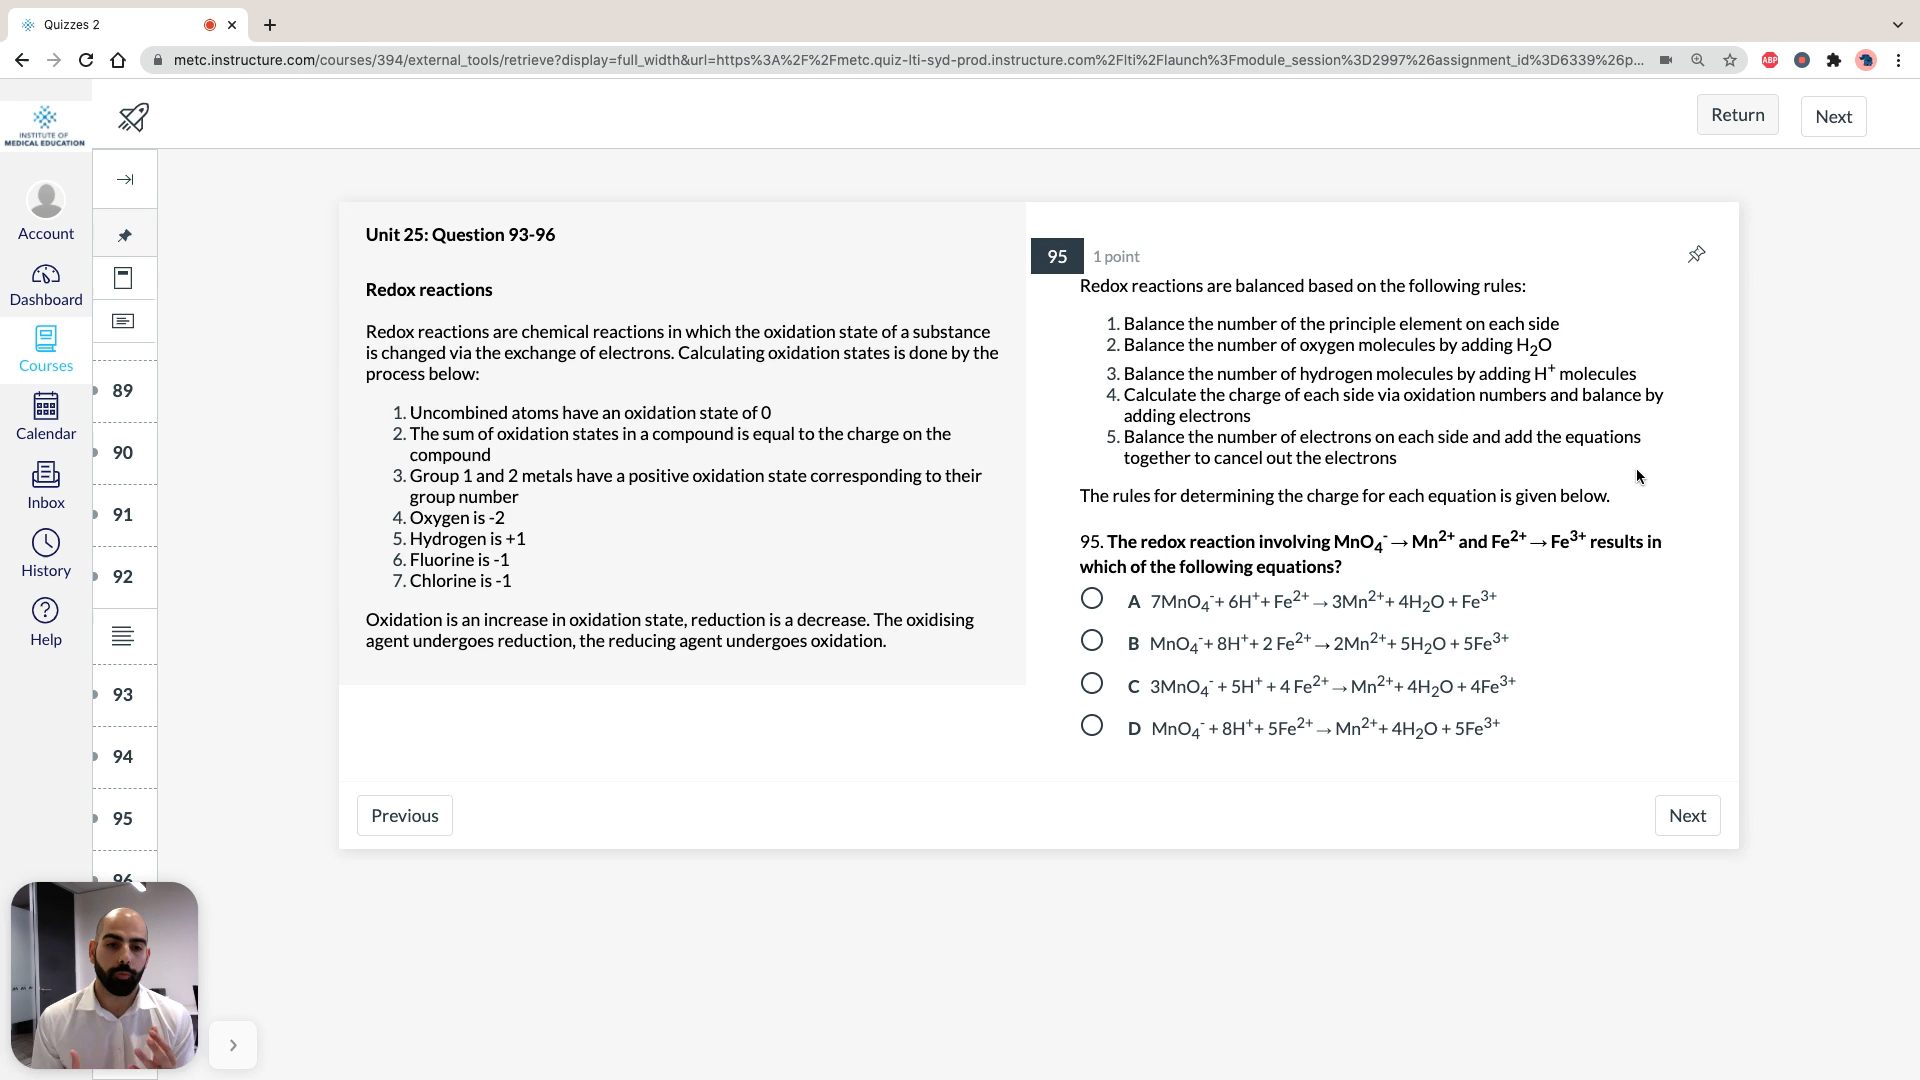 Quizzes 2
metc.instructure.com/courses/394/external_tools/retrieve?display=full_width&url=https%3A%2F%2Fmetc.quiz-lti-syd-prod.instructure.com%2Flti%2Flaunch%3Fmodule_session%3D2997%26assignment_id%3D6339%26p...
ABP
INSTITUTE OF
MEDICAL EDUCATION
Return
Next
Account
Dashboard
Courses
Calendar
Inbox
History
Help
89
90
91
92
93
94
95
96
Unit 25: Question 93-96
Redox reactions
Redox reactions are chemical reactions in which the oxidation state of a substance
is changed via the exchange of electrons. Calculating oxidation states is done by the
process below:
1. Uncombined atoms have an oxidation state of 0
2. The sum of oxidation states in a compound is equal to the charge on the
compound
3. Group 1 and 2 metals have a positive oxidation state corresponding to their
group number
4. Oxygen is -2
5. Hydrogen is +1
6. Fluorine is -1
7. Chlorine is -1
Oxidation is an increase in oxidation state, reduction is a decrease. The oxidising
agent undergoes reduction, the reducing agent undergoes oxidation.
95 1 point
Redox reactions are balanced based on the following rules:
1. Balance the number of the principle element on each side
2. Balance the number of oxygen molecules by adding H₂O
3. Balance the number of hydrogen molecules by adding H⁺ molecules
4. Calculate the charge of each side via oxidation numbers and balance by
adding electrons
5. Balance the number of electrons on each side and add the equations
together to cancel out the electrons
The rules for determining the charge for each equation is given below.
95. The redox reaction involving MnO₄⁻ → Mn²⁺ and Fe²⁺ → Fe³⁺ results in
which of the following equations?
A 7MnO₄⁻ + 6H⁺ + Fe²⁺ → 3Mn²⁺ + 4H₂O + Fe³⁺
B MnO₄⁻ + 8H⁺ + 2 Fe²⁺ → 2Mn²⁺ + 5H₂O + 5Fe³⁺
C 3MnO₄⁻ + 5H⁺ + 4 Fe²⁺ → Mn²⁺ + 4H₂O + 4Fe³⁺
D MnO₄⁻ + 8H⁺ + 5Fe²⁺ → Mn²⁺ + 4H₂O + 5Fe³⁺
Previous
Next